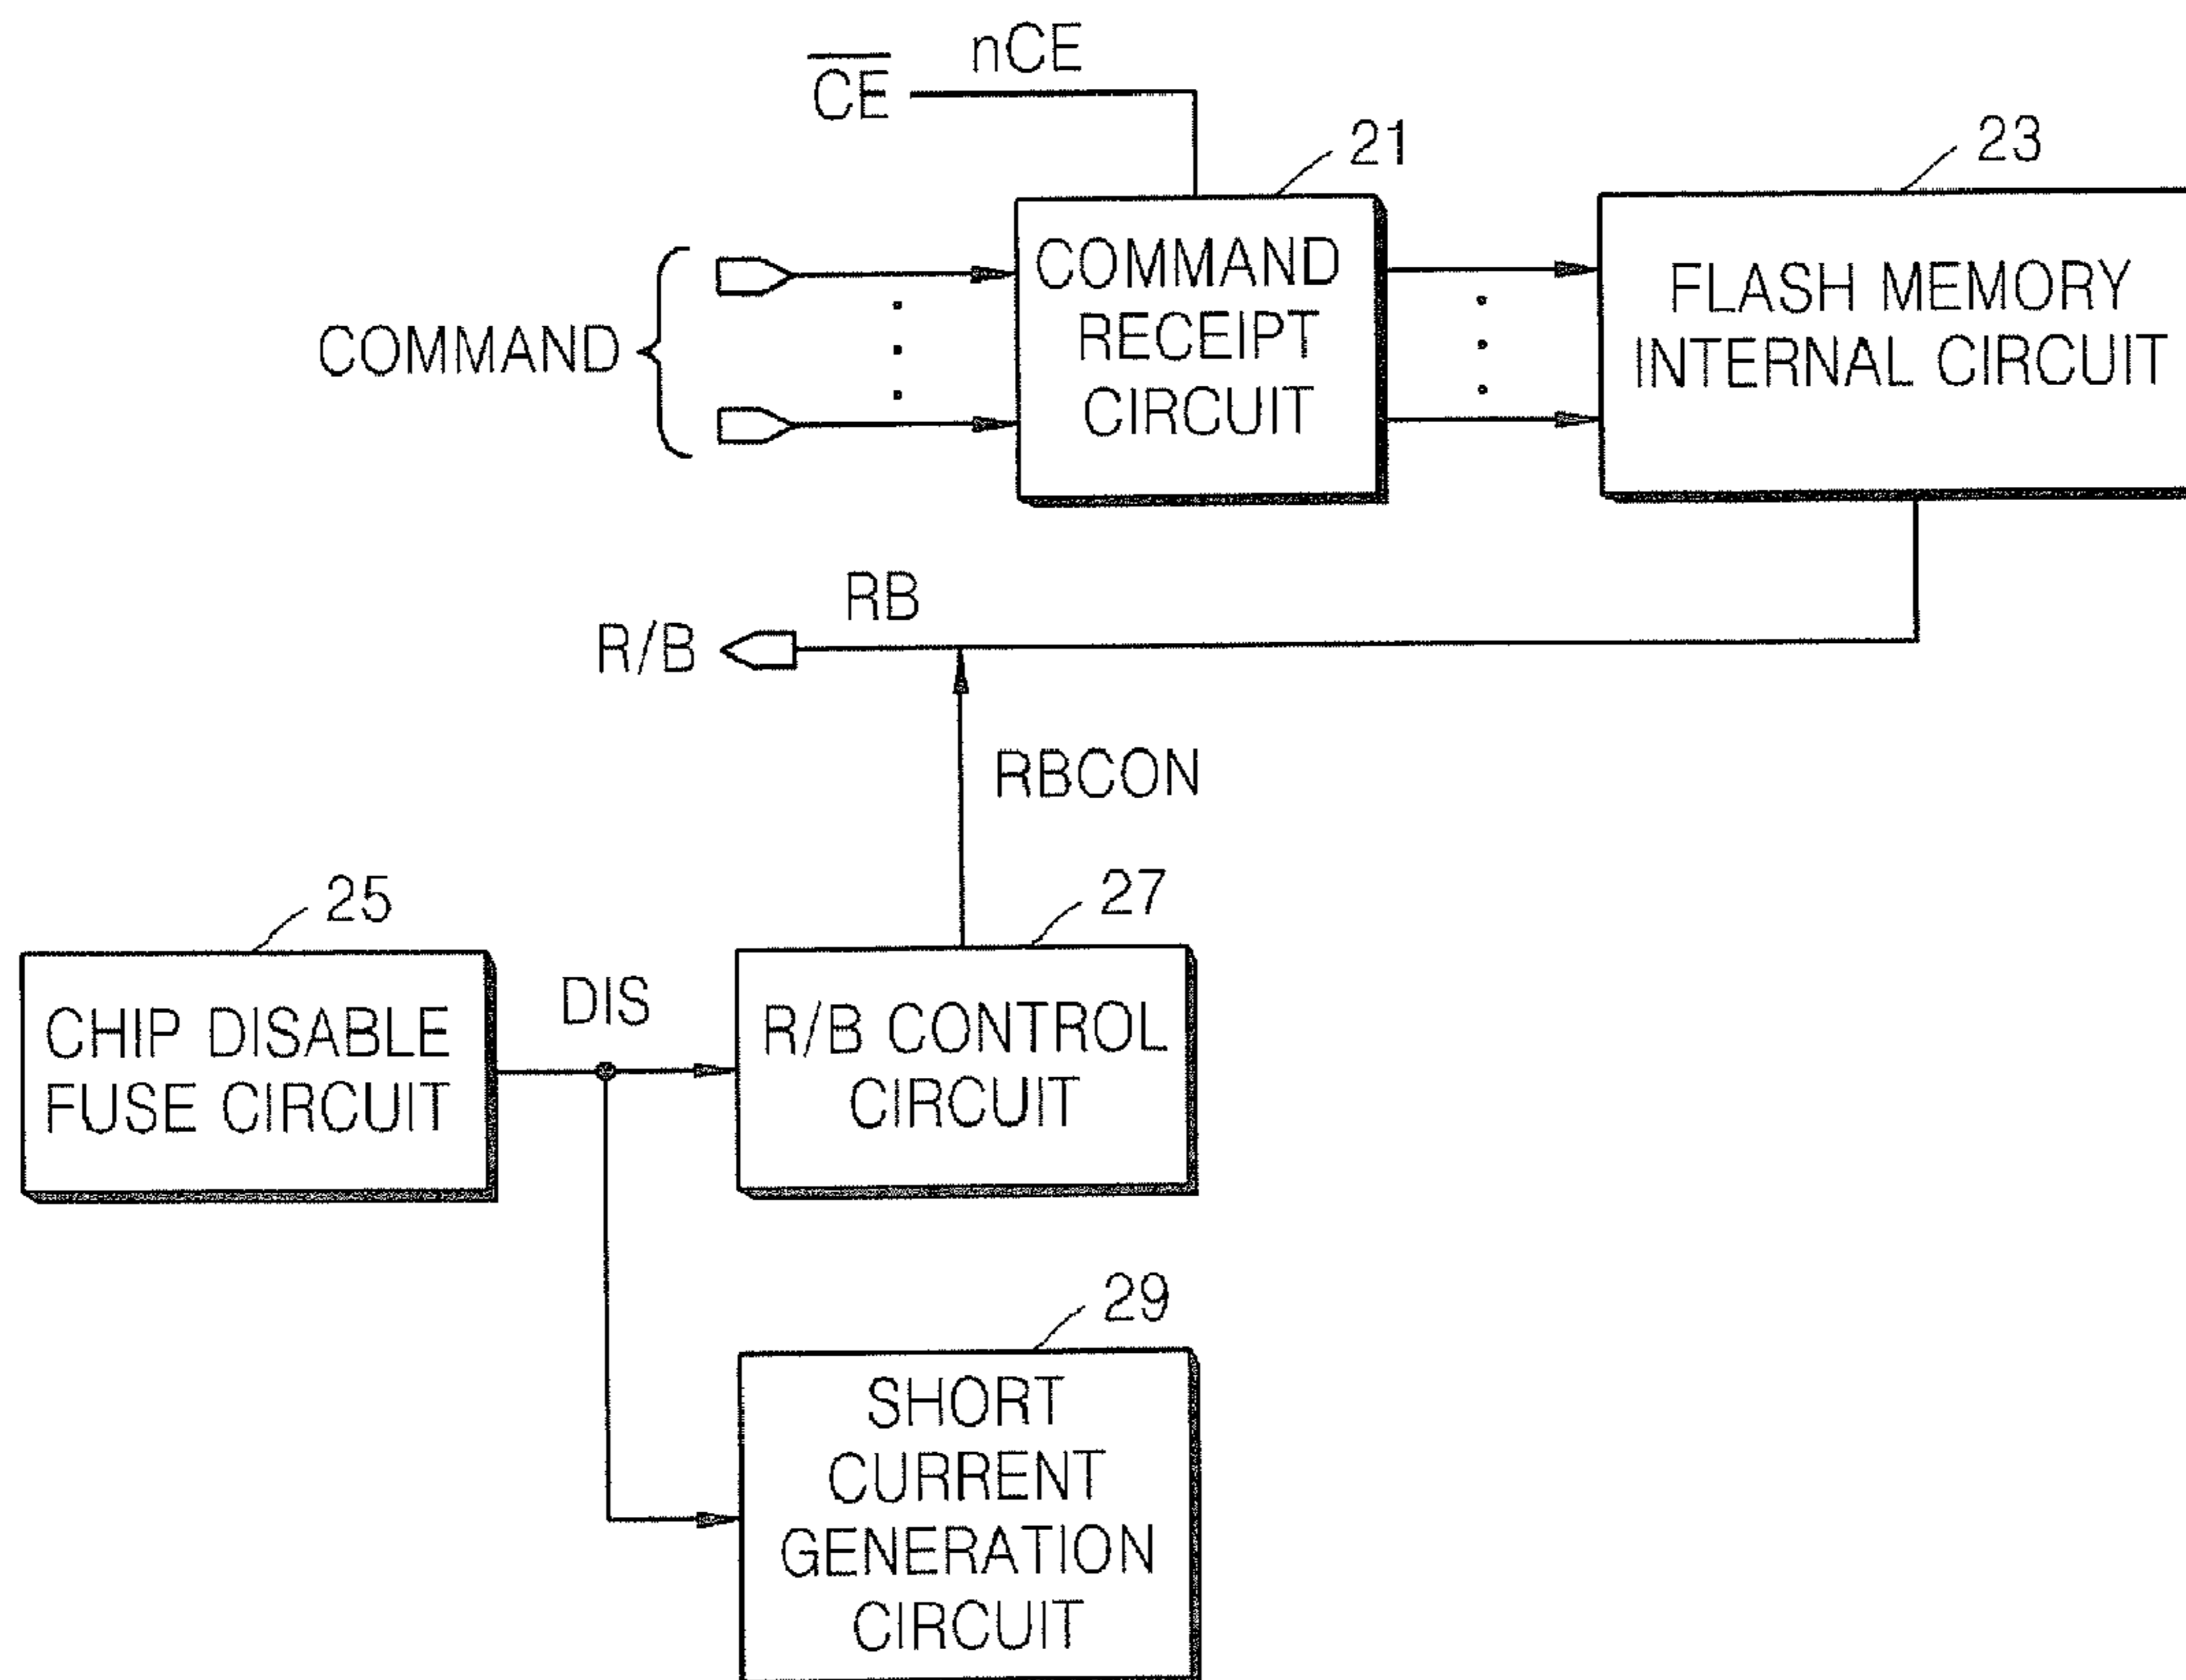 nCE
C̅E̅
21
23
COMMAND
COMMAND
RECEIPT
CIRCUIT
FLASH MEMORY
INTERNAL CIRCUIT
RB
R/B
RBCON
25
27
CHIP DISABLE
FUSE CIRCUIT
DIS
R/B CONTROL
CIRCUIT
29
SHORT
CURRENT
GENERATION
CIRCUIT